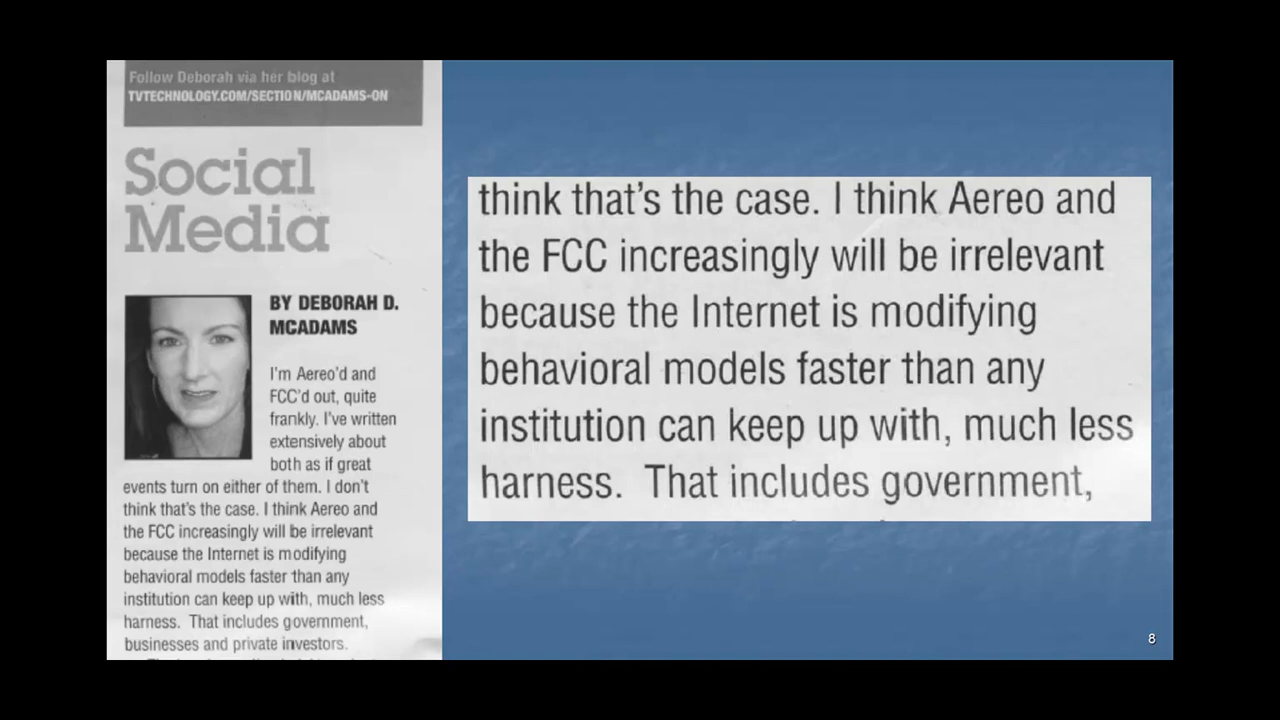 Follow Deborah via her blog at
TVTECHNOLOGY.COM/SECTION/MCADAMS-ON
Social
Media
BY DEBORAH D.
MCADAMS
I'm Aereo'd and
FCC'd out, quite
frankly. I've written
extensively about
both as if great
events turn on either of them. I don't
think that's the case. I think Aereo and
the FCC increasingly will be irrelevant
because the Internet is modifying
behavioral models faster than any
institution can keep up with, much less
harness. That includes government,
businesses and private investors.
think that's the case. I think Aereo and
the FCC increasingly will be irrelevant
because the Internet is modifying
behavioral models faster than any
institution can keep up with, much less
harness. That includes government,
8